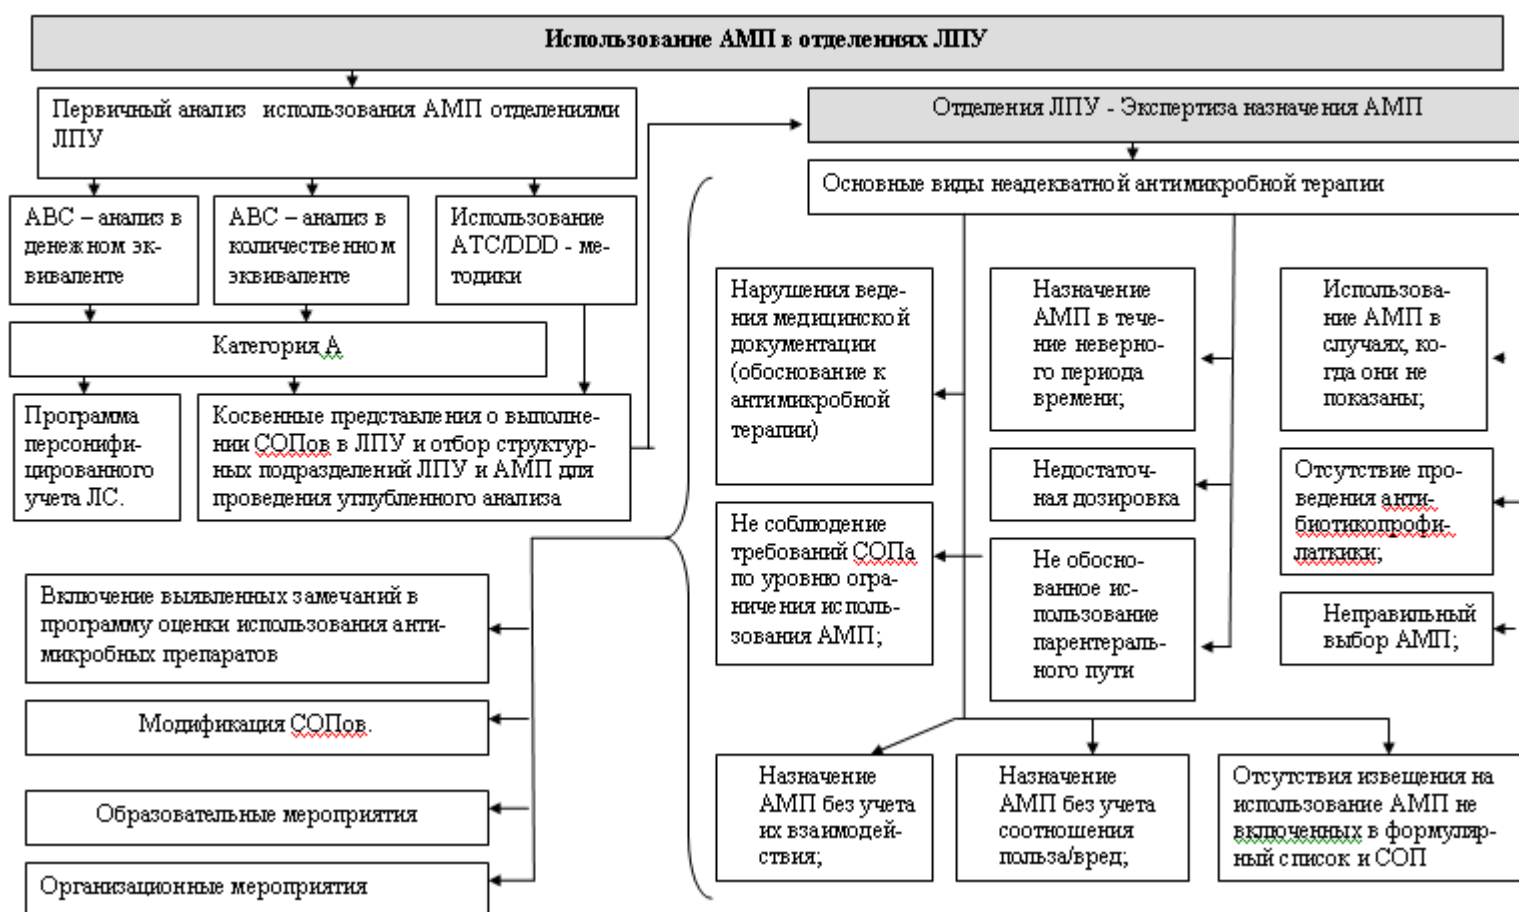 Использование АМП в отделениях ЛПУ
Первичный анализ использования АМП отделениями
ЛПУ
Отделения ЛПУ - Экспертиза назначения АМП
Основные виды неадекватной антимикробной терапии
АВС – анализ в
денежном эк-
виваленте
АВС – анализ в
количественном
эквиваленте
Использование
АТС/DDD - ме-
тодики
Категория А
Программа
персонифи-
цированного
учета ЛС.
Косвенные представления о выполне-
нии СОПов в ЛПУ и отбор структур-
ных подразделений ЛПУ и АМП для
проведения углубленного анализа
Нарушения веде-
ния медицинской
документации
(обоснование к
антимикробной
терапии)
Назначение
АМП в тече-
ние неверно-
го периода
времени;
Использова-
ние АМП в
случаях, ко-
гда они не
показаны;
Недостаточ-
ная дозировка
Отсутствие про-
ведения анти-
биотикопрофи-
латкики;
Не соблюдение
требований СОПа
по уровню огра-
ничения исполь-
зования АМП;
Не обосно-
ванное ис-
пользование
парентераль-
ного пути
Неправильный
выбор АМП;
Включение выявленных замечаний в
программу оценки использования анти-
микробных препаратов
Модификация СОПов.
Образовательные мероприятия
Организационные мероприятия
Назначение
АМП без учета
их взаимодей-
ствия;
Назначение
АМП без учета
соотношения
польза/вред;
Отсутствия извещения на
использование АМП не
включенных в формуляр-
ный список и СОП